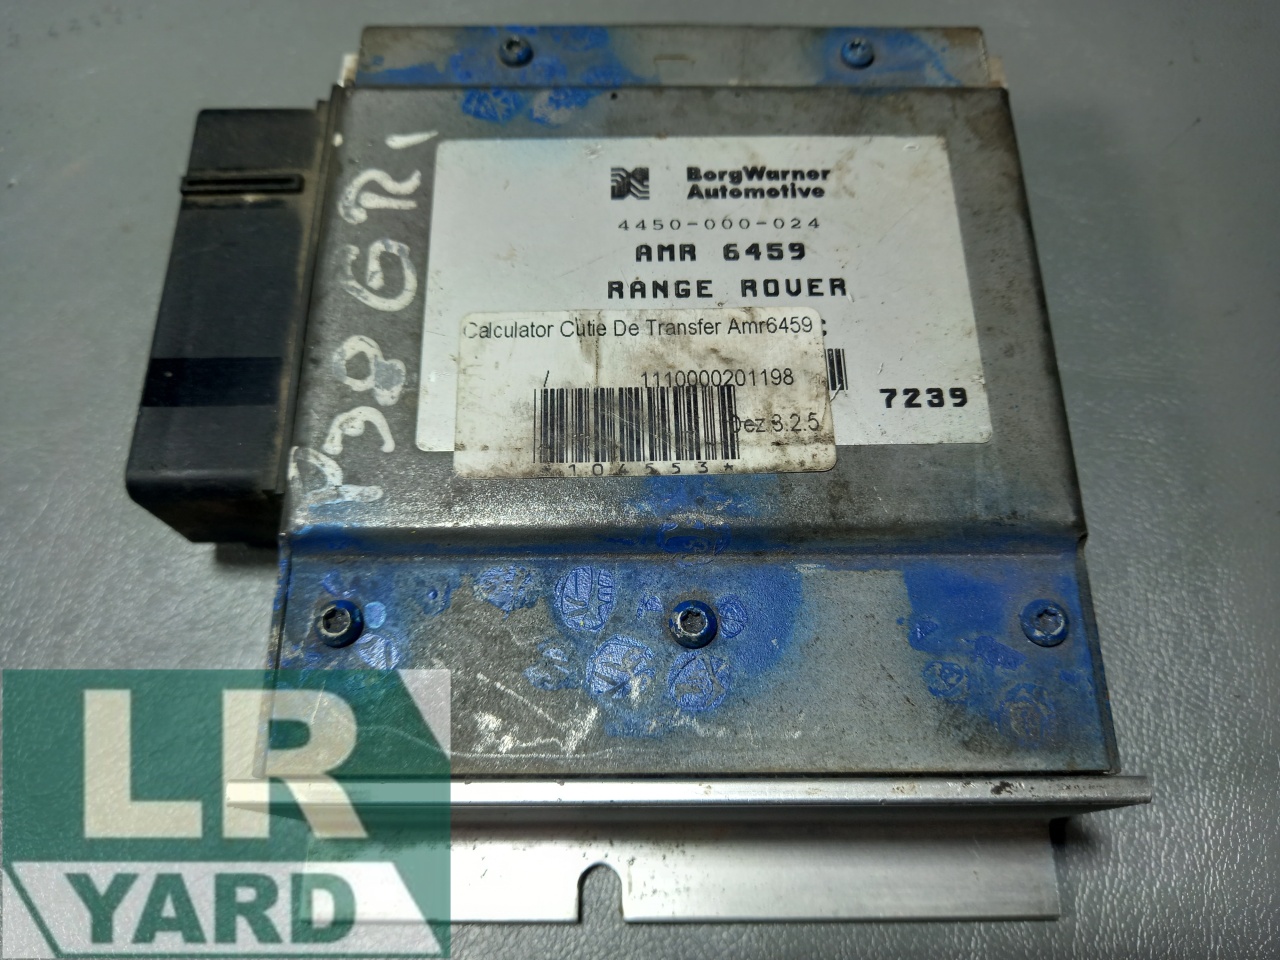 BorgWarner
Automotive
4450-000-024
AMR 6459
RANGE ROVER
Calculator Cutie De Transfer Amr6459
/
1110000201198
7239
Dez 3.2.5
*104553*
P38
LR
YARD